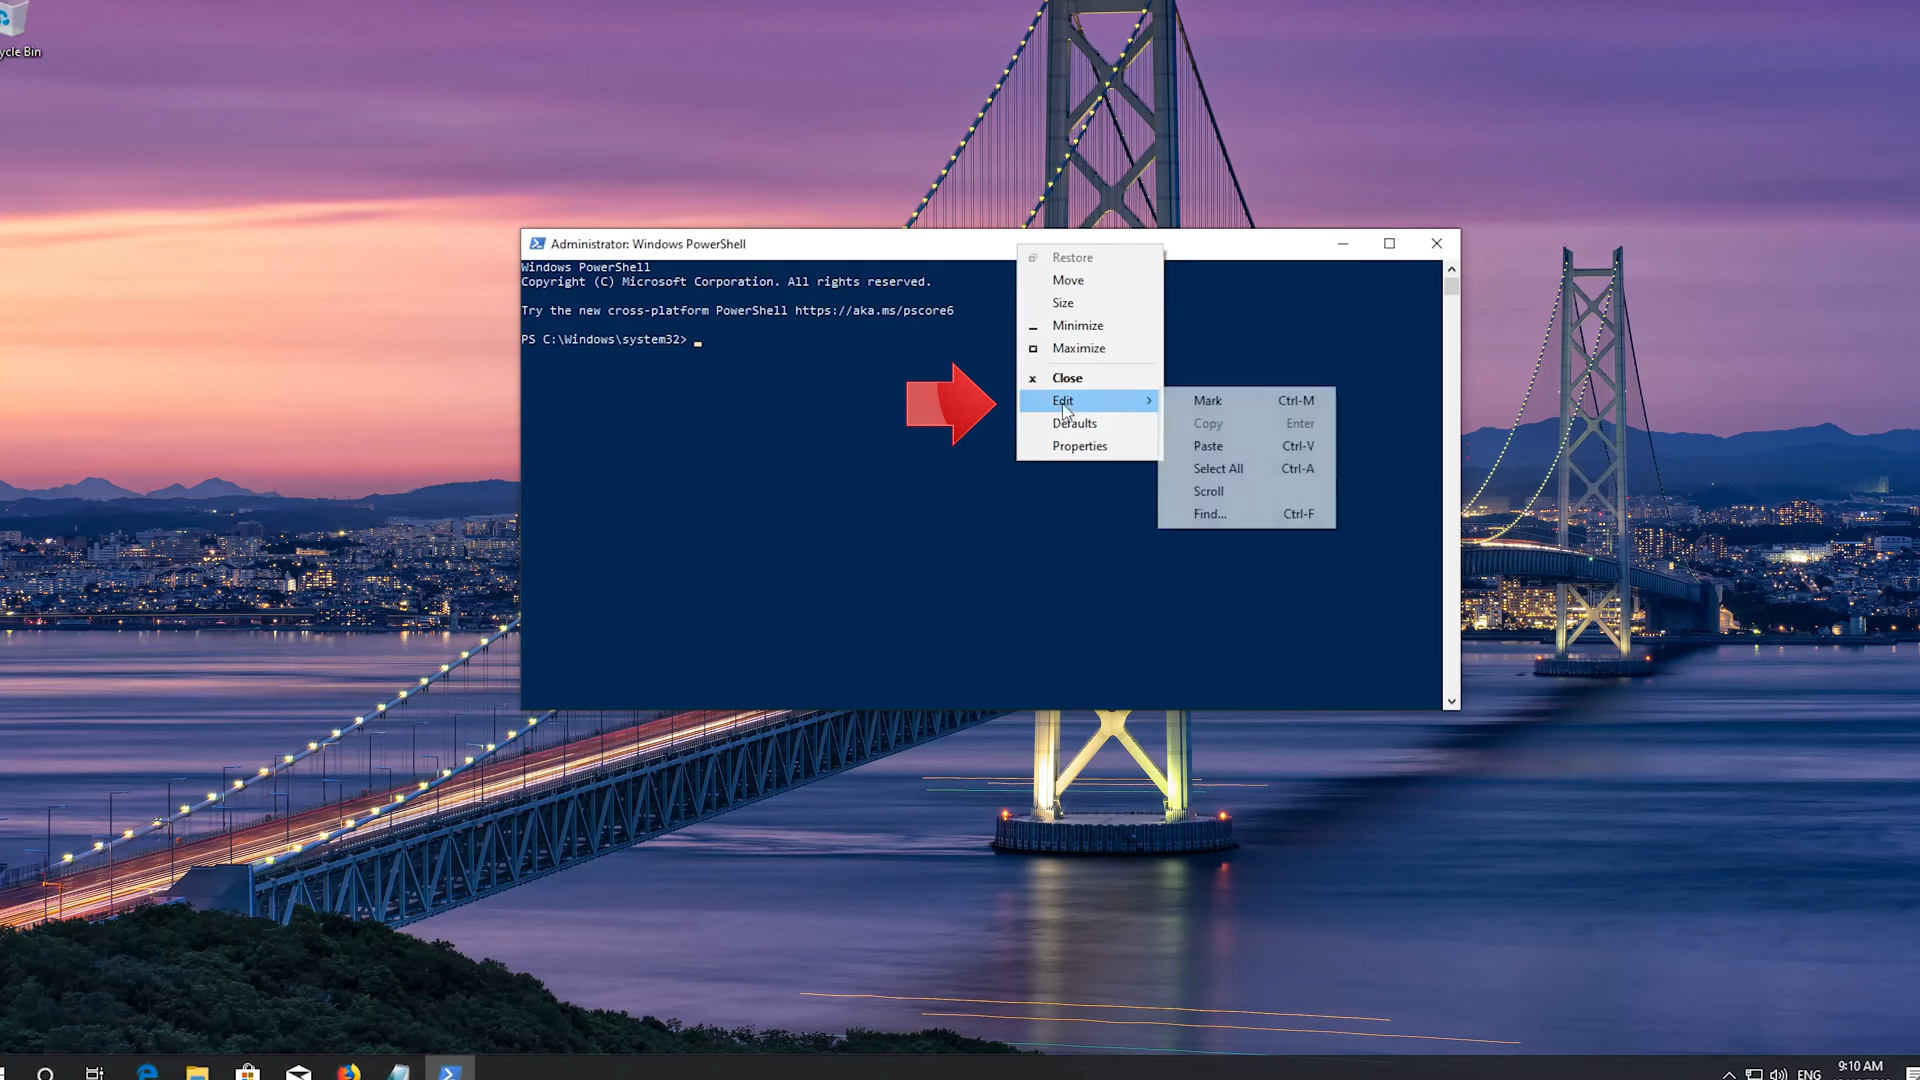 ycle Bin
Administrator: Windows PowerShell
Windows PowerShell
Copyright (C) Microsoft Corporation. All rights reserved.
Try the new cross-platform PowerShell https://aka.ms/pscore6
PS C:\Windows\system32>
Restore
Move
Size
Minimize
Maximize
Close
Edit
Defaults
Properties
Mark Ctrl-M
Copy Enter
Paste Ctrl-V
Select All Ctrl-A
Scroll
Find... Ctrl-F
ENG
9:10 AM